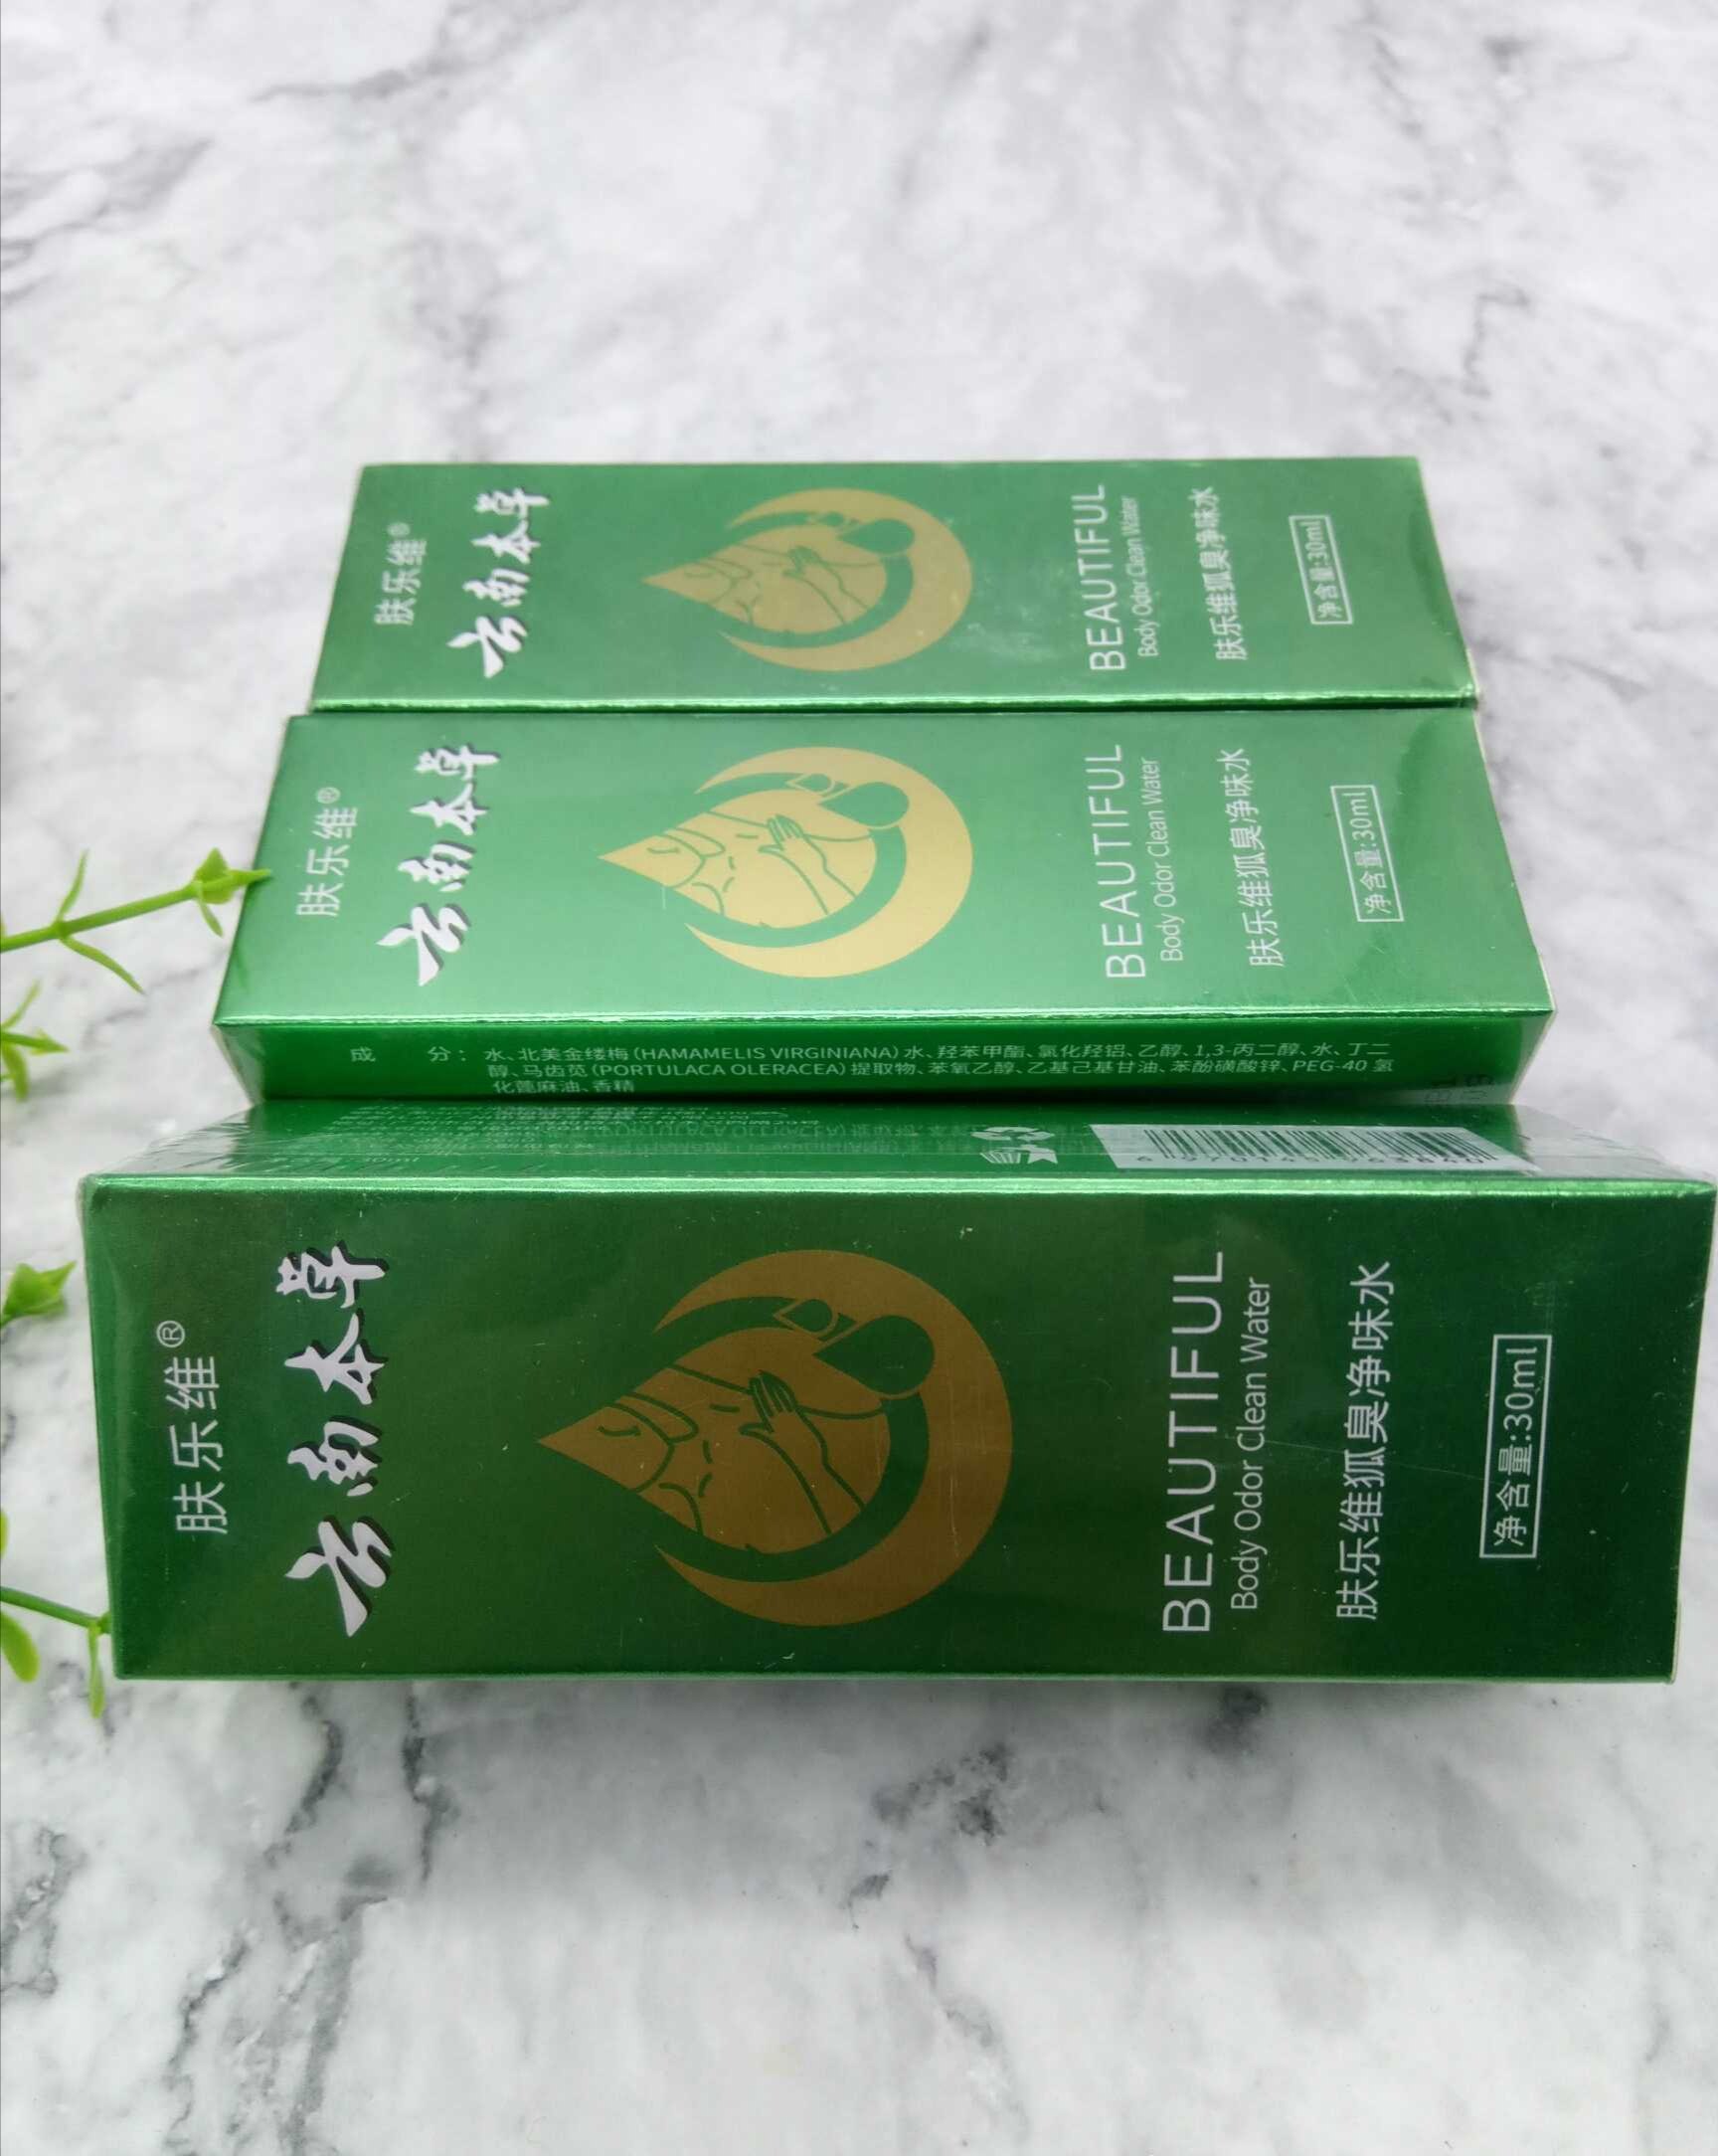 肤乐维®
云南本草
BEAUTIFUL
Body Odor Clean Water
肤乐维狐臭净味水
净含量:30ml
肤乐维®
云南本草
BEAUTIFUL
Body Odor Clean Water
肤乐维狐臭净味水
净含量:30ml
成 分：水、北美金缕梅(HAMAMELIS VIRGINIANA)水、羟苯甲酯、氯化羟铝、乙醇、1,3-丙二醇、水、丁二
醇、马齿苋(PORTULACA OLERACEA)提取物、苯氧乙醇、乙基己基甘油、苯酚磺酸锌、PEG-40 氢
化蓖麻油、香精
肤乐维®
云南本草
BEAUTIFUL
Body Odor Clean Water
肤乐维狐臭净味水
净含量:30ml